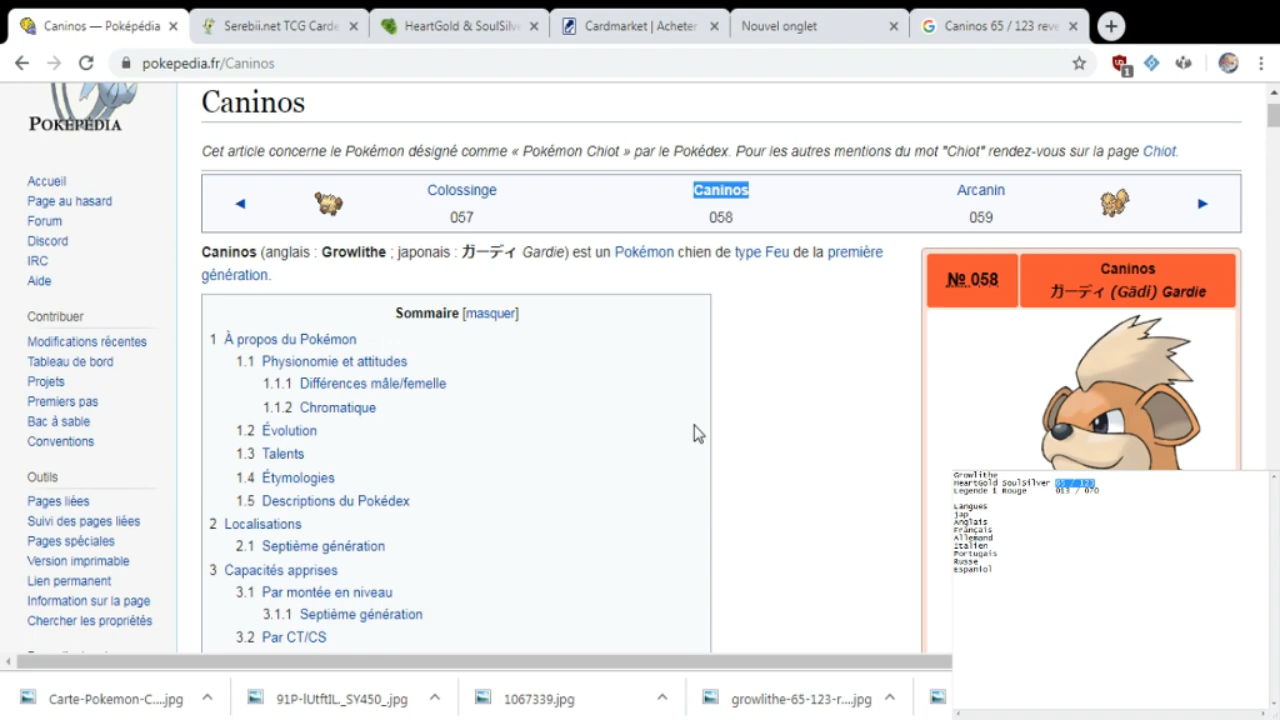 Caninos — Poképédia
Serebii.net TCG Carde
HeartGold & SoulSilv
Cardmarket | Acheter
Nouvel onglet
Caninos 65 / 123 reve
pokepedia.fr/Caninos
1
POKÉPÉDIA
Accueil
Page au hasard
Forum
Discord
IRC
Aide
Contribuer
Modifications récentes
Tableau de bord
Projets
Premiers pas
Bac à sable
Conventions
Outils
Pages liées
Suivi des pages liées
Pages spéciales
Version imprimable
Lien permanent
Information sur la page
Chercher les propriétés
Caninos
Cet article concerne le Pokémon désigné comme « Pokémon Chiot » par le Pokédex. Pour les autres mentions du mot "Chiot" rendez-vous sur la page Chiot.
◄ Colossinge Caninos Arcanin ►
057 058 059
Caninos (anglais : Growlithe ; japonais : ガーディ Gardie) est un Pokémon chien de type Feu de la première
génération.
Sommaire [masquer]
1 À propos du Pokémon
1.1 Physionomie et attitudes
1.1.1 Différences mâle/femelle
1.1.2 Chromatique
1.2 Évolution
1.3 Talents
1.4 Étymologies
1.5 Descriptions du Pokédex
2 Localisations
2.1 Septième génération
3 Capacités apprises
3.1 Par montée en niveau
3.1.1 Septième génération
3.2 Par CT/CS
№ 058
Caninos
ガーディ (Gādi) Gardie
Growlithe
HeartGold SoulSilver 65 / 123
Legende 1 Rouge 013 / 070
Langues
jap
Anglais
Français
Allemand
Italien
Portugais
Russe
Espaniol
Carte-Pokemon-C....jpg
91P-lUtftIL._SY450_.jpg
1067339.jpg
growlithe-65-123-r....jpg